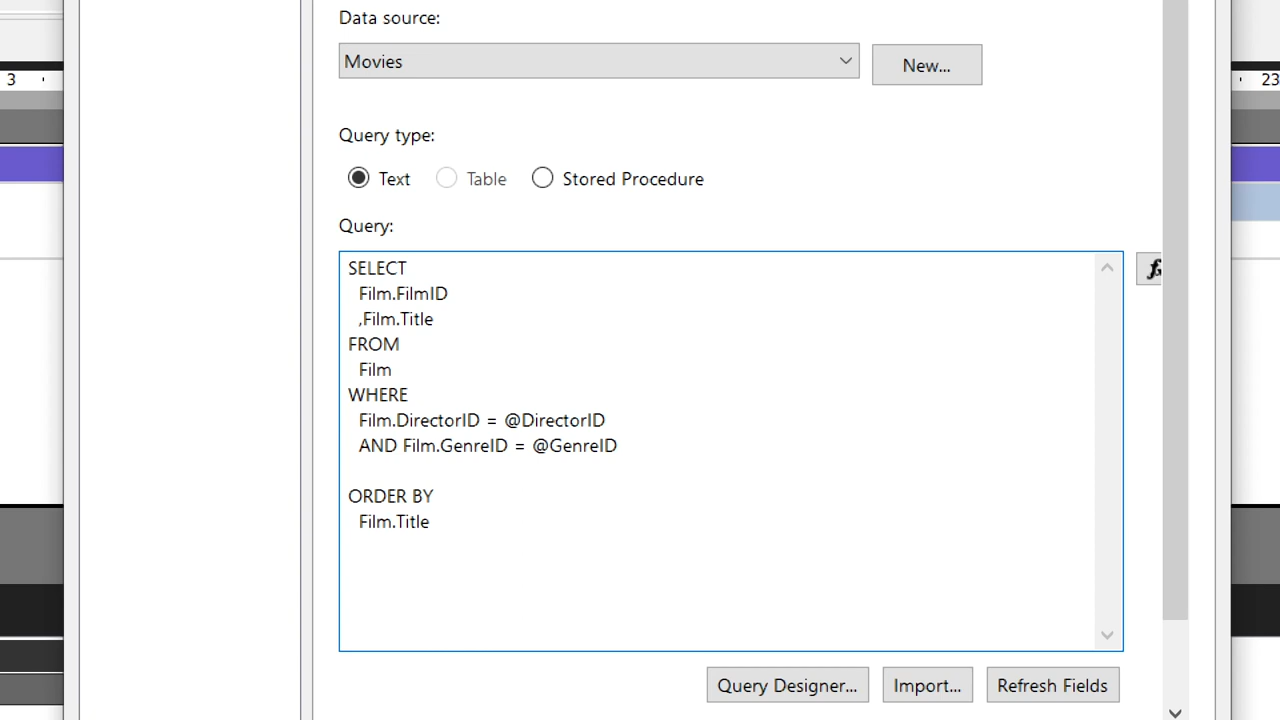 Data source:
3
23
Movies
New...
Query type:
Text
Table
Stored Procedure
Query:
SELECT
Film.FilmID
,Film.Title
FROM
Film
WHERE
Film.DirectorID = @DirectorID
AND Film.GenreID = @GenreID
ORDER BY
Film.Title
Query Designer...
Import...
Refresh Fields